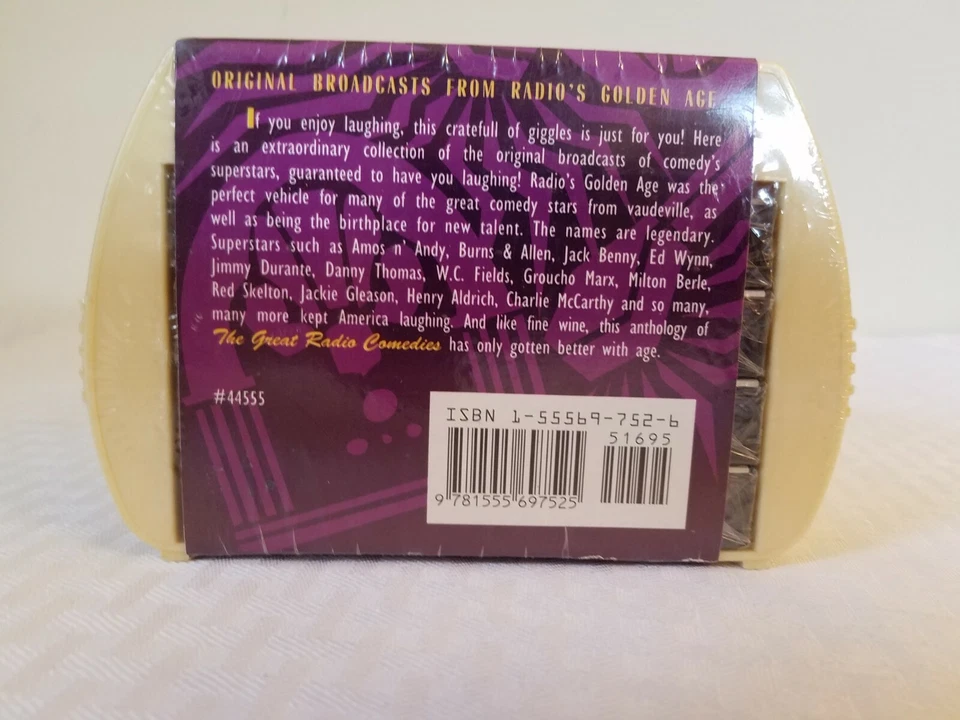 ORIGINAL BROADCASTS FROM RADIO'S GOLDEN AGE
If you enjoy laughing, this cratefull of giggles is just for you! Here
is an extraordinary collection of the original broadcasts of comedy's
superstars, guaranteed to have you laughing! Radio's Golden Age was the
perfect vehicle for many of the great comedy stars from vaudeville, as
well as being the birthplace for new talent. The names are legendary.
Superstars such as Amos n' Andy, Burns & Allen, Jack Benny, Ed Wynn,
Jimmy Durante, Danny Thomas, W.C. Fields, Groucho Marx, Milton Berle,
Red Skelton, Jackie Gleason, Henry Aldrich, Charlie McCarthy and so many,
many more kept America laughing. And like fine wine, this anthology of
The Great Radio Comedies has only gotten better with age.
#44555
ISBN 1-55569-752-6
51695
9 781555 697525